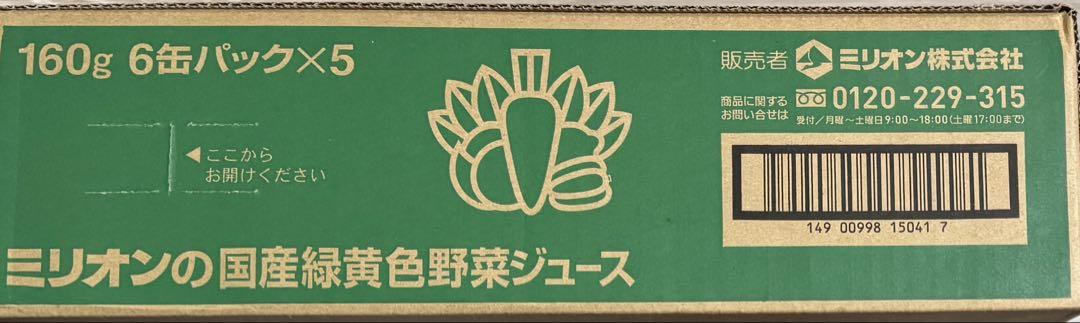 160g 6缶パック×5
販売者 ミリオン株式会社
商品に関する
お問い合せは
0120-229-315
受付/月曜～土曜日9:00～18:00(土曜17:00まで)
◀ここから
お開けください
149 00998 15041 7
ミリオンの国産緑黄色野菜ジュース